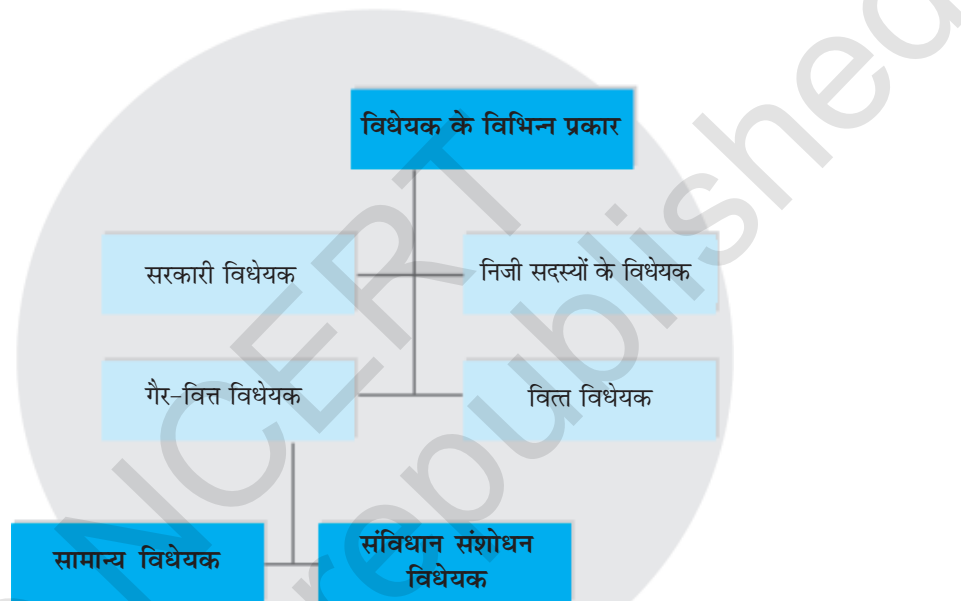 विधेयक के विभिन्न प्रकार
सरकारी विधेयक
निजी सदस्यों के विधेयक
गैर-वित्त विधेयक
वित्त विधेयक
सामान्य विधेयक
संविधान संशोधन
विधेयक
NCERT
republished